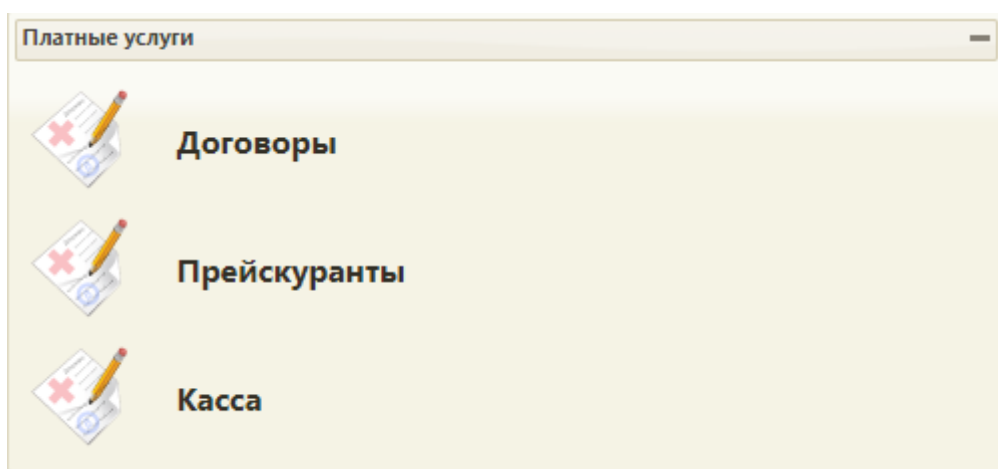 Платные услуги
Договоры
Прейскуранты
Касса